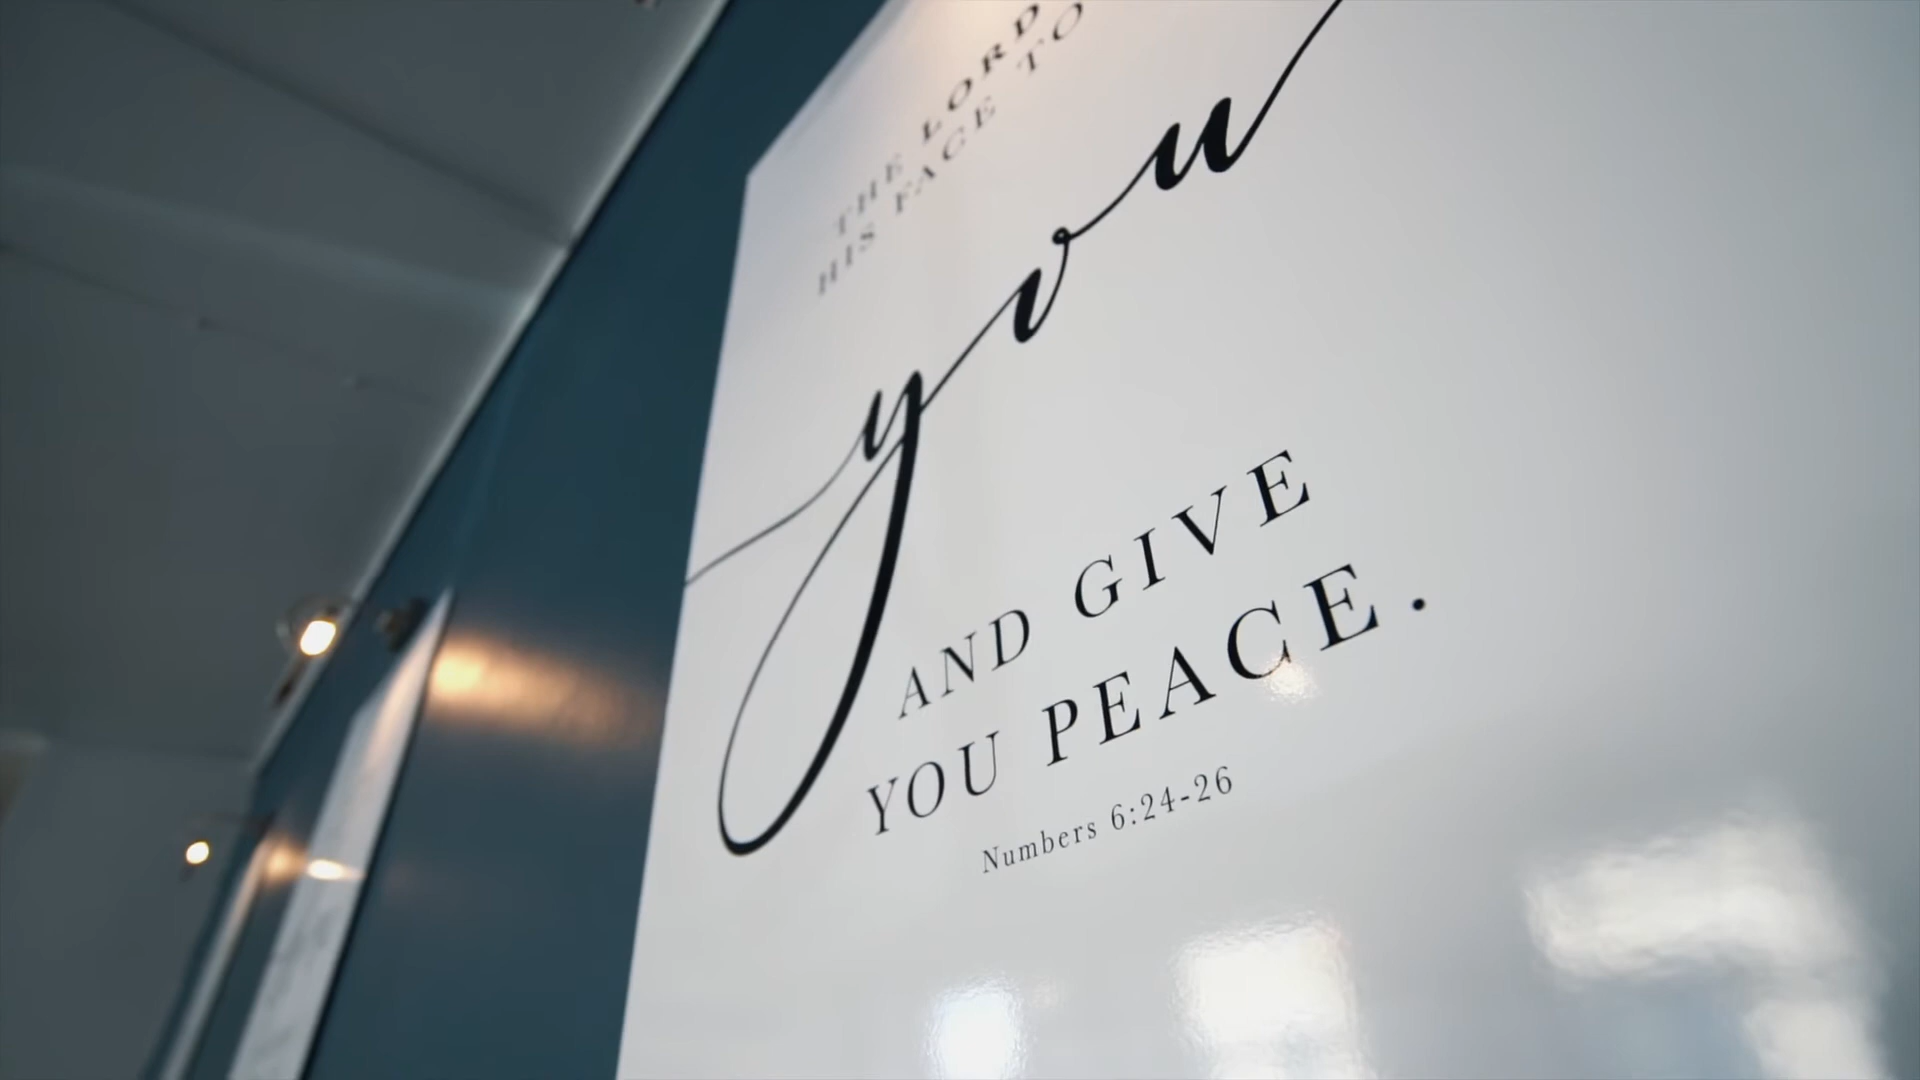 THE LORD
HIS FACE TO
you
AND GIVE
YOU PEACE.
Numbers 6:24-26